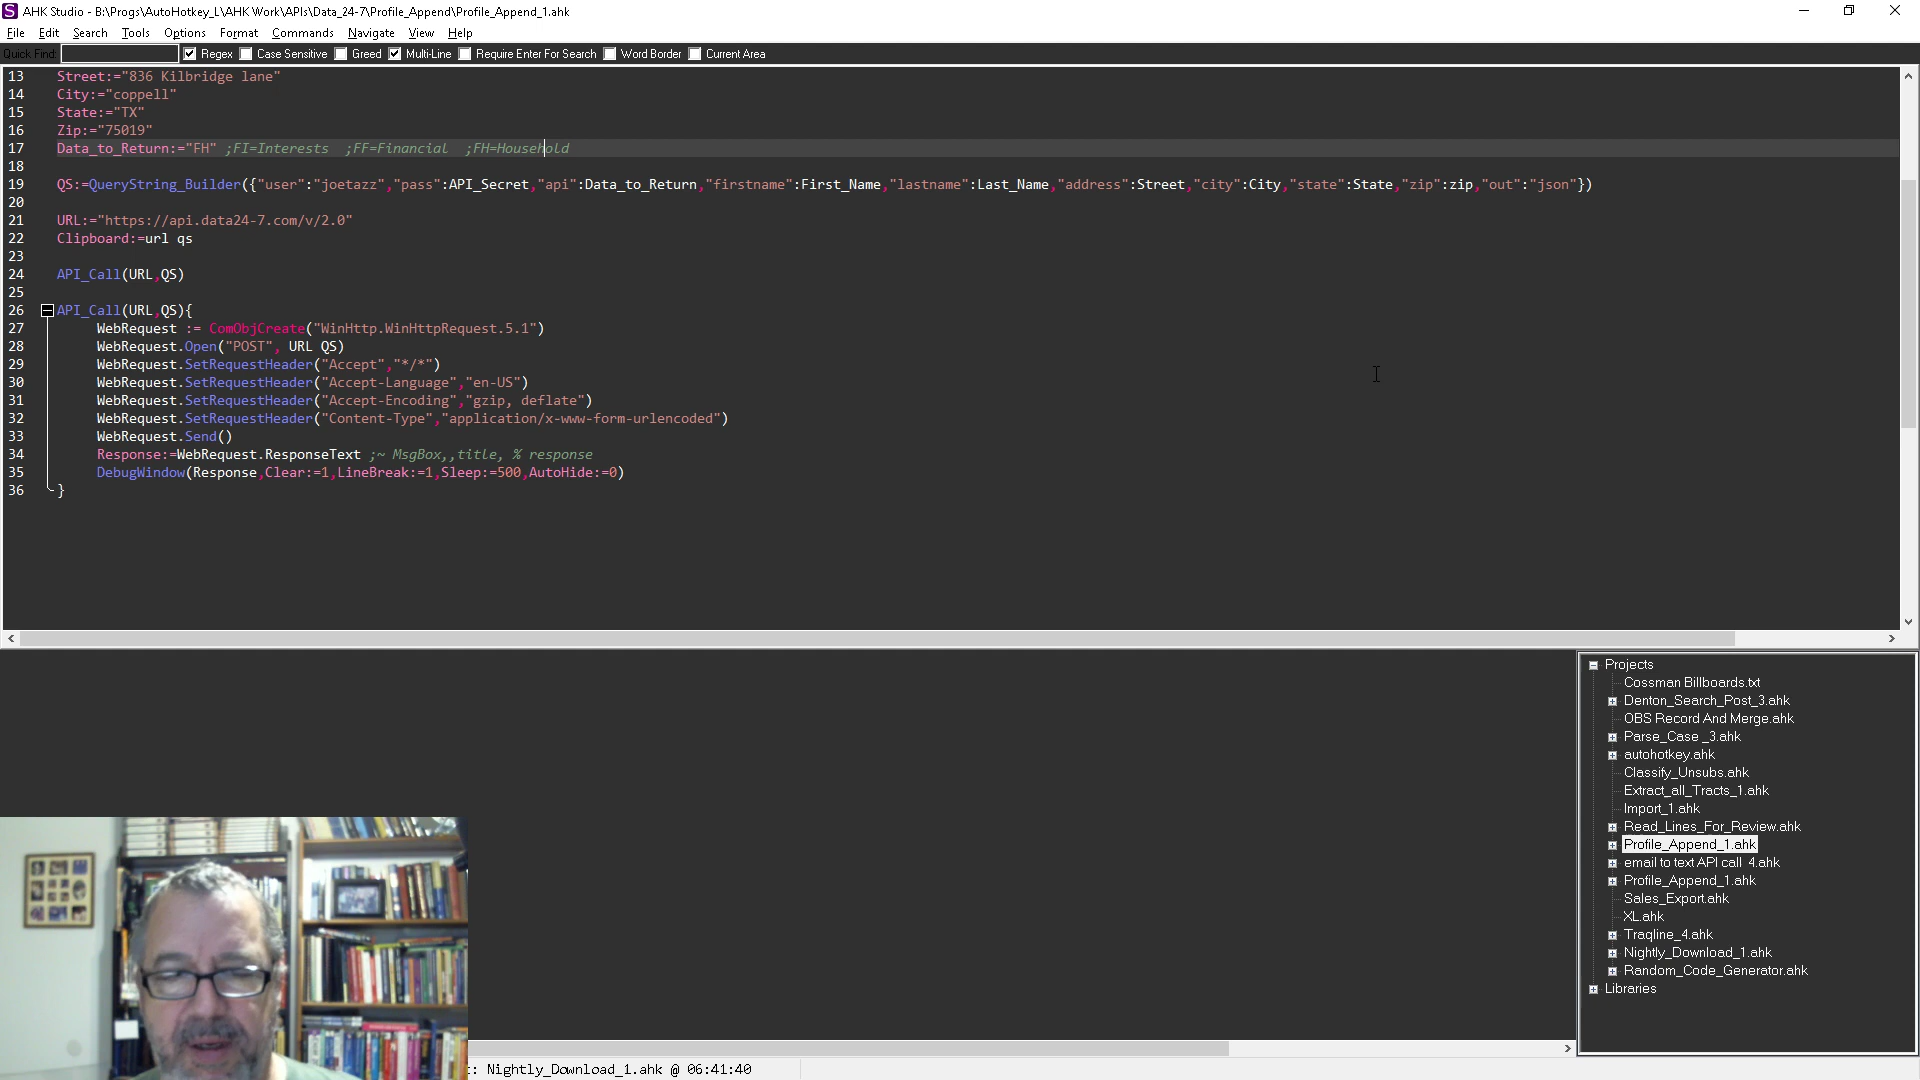 AHK Studio - B:\Progs\AutoHotkey_L\AHK Work\APIs\Data_24-7\Profile_Append\Profile_Append_1.ahk
File Edit Search Tools Options Format Commands Navigate View Help
Quick Find: Regex Case Sensitive Greed Multi-Line Require Enter For Search Word Border Current Area
13 Street:="836 Kilbridge lane"
14 City:="coppell"
15 State:="TX"
16 Zip:="75019"
17 Data_to_Return:="FH" ;FI=Interests ;FF=Financial ;FH=Household
18
19 QS:=QueryString_Builder({"user":"joetazz","pass":API_Secret,"api":Data_to_Return,"firstname":First_Name,"lastname":Last_Name,"address":Street,"city":City,"state":State,"zip":zip,"out":"json"})
20
21 URL:="https://api.data24-7.com/v/2.0"
22 Clipboard:=url qs
23
24 API_Call(URL,QS)
25
26 API_Call(URL,QS){
27 WebRequest := ComObjCreate("WinHttp.WinHttpRequest.5.1")
28 WebRequest.Open("POST", URL QS)
29 WebRequest.SetRequestHeader("Accept","*/*")
30 WebRequest.SetRequestHeader("Accept-Language","en-US")
31 WebRequest.SetRequestHeader("Accept-Encoding","gzip, deflate")
32 WebRequest.SetRequestHeader("Content-Type","application/x-www-form-urlencoded")
33 WebRequest.Send()
34 Response:=WebRequest.ResponseText ;~ MsgBox,,title, % response
35 DebugWindow(Response,Clear:=1,LineBreak:=1,Sleep:=500,AutoHide:=0)
36 }
Projects
Cossman Billboards.txt
Denton_Search_Post_3.ahk
OBS Record And Merge.ahk
Parse_Case _3.ahk
autohotkey.ahk
Classify_Unsubs.ahk
Extract_all_Tracts_1.ahk
Import_1.ahk
Read_Lines_For_Review.ahk
Profile_Append_1.ahk
email to text API call 4.ahk
Profile_Append_1.ahk
Sales_Export.ahk
XL.ahk
Traqline_4.ahk
Nightly_Download_1.ahk
Random_Code_Generator.ahk
Libraries
: Nightly_Download_1.ahk @ 06:41:40